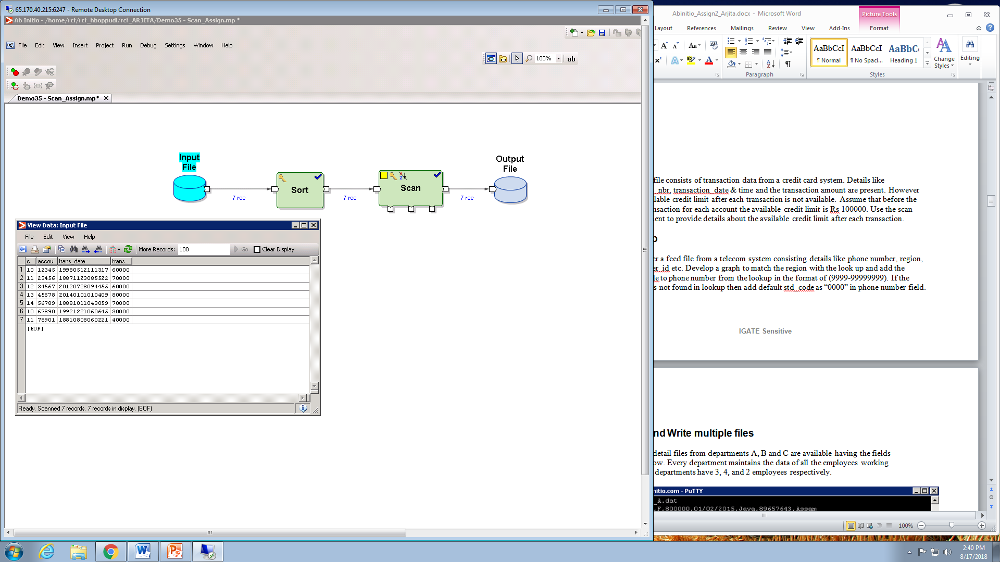 65.170.40.215:6247 - Remote Desktop Connection
Ab Initio - /home/rcf/rcf_hboppudi/rcf_ARJITA/Demo35 - Scan_Assign.mp *
File Edit View Insert Project Run Debug Settings Window Help
100%
ab
Demo35 - Scan_Assign.mp*
Input
File
Sort
Scan
Output
File
7 rec
7 rec
7 rec
View Data: Input File
File Edit View Help
More Records: 100 Go Clear Display
c... accou... trans_date trans...
1 10 12345 19980512111317 60000
2 11 23456 18871123085522 70000
3 12 34567 20120728094455 60000
4 13 45678 20140101010409 80000
5 14 56789 18881011043059 70000
6 10 67890 19921221060645 30000
7 11 78901 18810808060221 40000
[EOF]
Ready. Scanned 7 records. 7 records in display. (EOF)
Abinitio_Assign2_Arjita.docx - Microsoft Word
Picture Tools
Layout References Mailings Review View Add-Ins Format
AaBbCcI AaBbCcI AaBbC
¶ Normal ¶ No Spaci... Heading 1
Change
Styles
Editing
Paragraph
Styles
file consists of transaction data from a credit card system. Details like
_nbr, transaction_date & time and the transaction amount are present. However
lable credit limit after each transaction is not available. Assume that before the
nsaction for each account the available credit limit is Rs 100000. Use the scan
ent to provide details about the available credit limit after each transaction.
er a feed file from a telecom system consisting details like phone number, region,
er_id etc. Develop a graph to match the region with the look up and add the
le to phone number from the lookup in the format of (9999-99999999). If the
s not found in lookup then add default std_code as “0000” in phone number field.
IGATE Sensitive
nd Write multiple files
detail files from departments A, B and C are available having the fields
ow. Every department maintains the data of all the employees working
departments have 3, 4, and 2 employees respectively.
nitio.com - PuTTY
_A.dat
,F,800000,01/02/2015,Java,89657643,Assam
100%
2:40 PM
8/17/2018